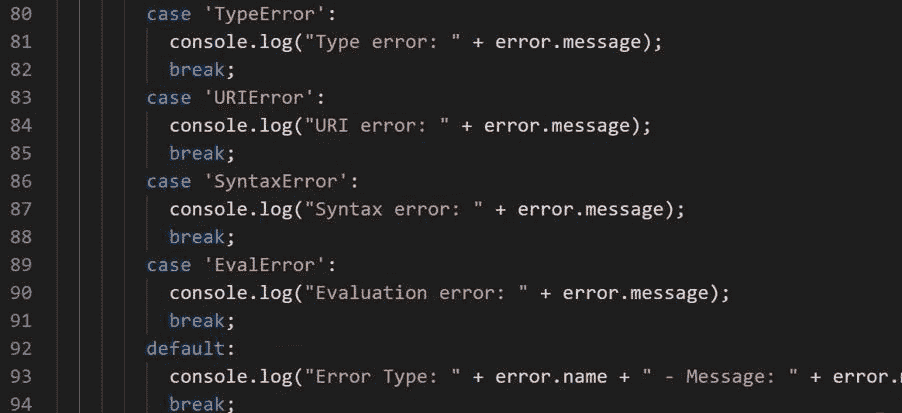 80 case 'TypeError':
81 console.log("Type error: " + error.message);
82 break;
83 case 'URIError':
84 console.log("URI error: " + error.message);
85 break;
86 case 'SyntaxError':
87 console.log("Syntax error: " + error.message);
88 break;
89 case 'EvalError':
90 console.log("Evaluation error: " + error.message);
91 break;
92 default:
93 console.log("Error Type: " + error.name + " - Message: " + error.
94 break;